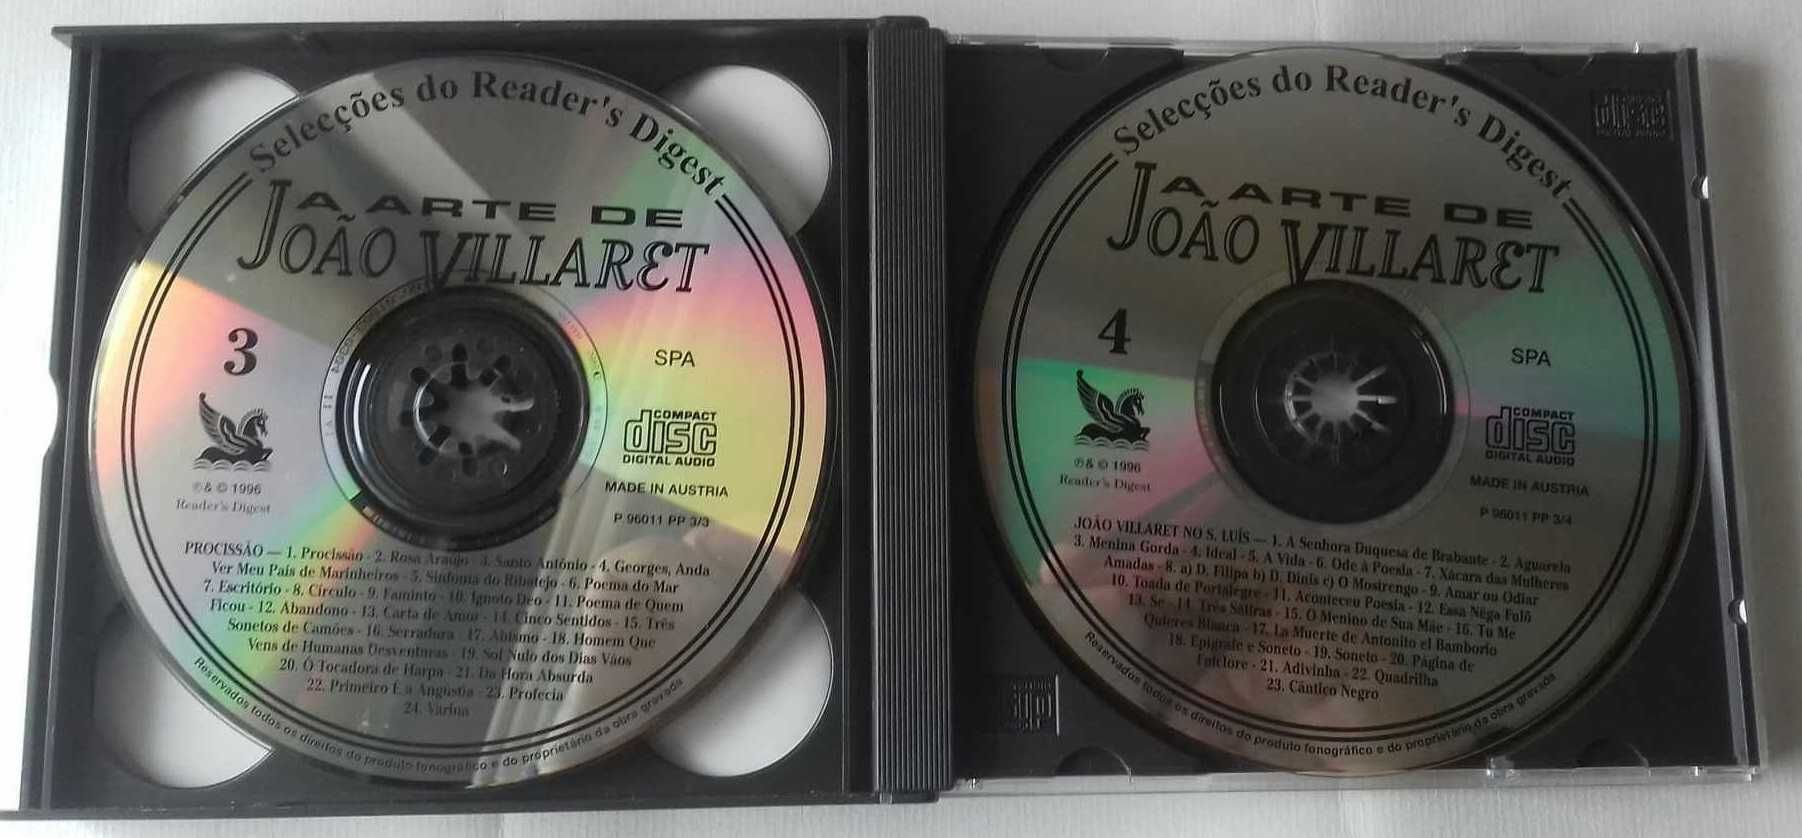 Selecções do Reader's Digest
A ARTE DE
JOÃO VILLARET
3
SPA
COMPACT
disc
DIGITAL AUDIO
℗& © 1996
Reader's Digest
MADE IN AUSTRIA
P 96011 PP 3/3
PROCISSÃO — 1. Procissão - 2. Rosa Araújo - 3. Santo António - 4. Georges, Anda
Ver Meu País de Marinheiros - 5. Sinfonia do Ribatejo - 6. Poema do Mar
7. Escritório - 8. Círculo - 9. Faminto - 10. Ignoto Deo - 11. Poema de Quem
Ficou - 12. Abandono - 13. Carta de Amor - 14. Cinco Sentidos - 15. Três
Sonetos de Camões - 16. Serradura - 17. Abismo - 18. Homem Que
Vens de Humanas Desventuras - 19. Sol Nulo dos Dias Vãos
20. Ó Tocadora de Harpa - 21. Da Hora Absurda
22. Primeiro É a Angústia - 23. Profecia
24. Varina
Reservados todos os direitos do produto fonográfico e do proprietário da obra gravada
Selecções do Reader's Digest
A ARTE DE
JOÃO VILLARET
4
SPA
COMPACT
disc
DIGITAL AUDIO
℗& © 1996
Reader's Digest
MADE IN AUSTRIA
P 96011 PP 3/4
JOÃO VILLARET NO S. LUÍS — 1. A Senhora Duquesa de Brabante - 2. Aguarela
3. Menina Gorda - 4. Ideal - 5. A Vida - 6. Ode à Poesia - 7. Xácara das Mulheres
Amadas - 8. a) D. Filipa b) D. Dinis c) O Mostrengo - 9. Amar ou Odiar
10. Toada de Portalegre - 11. Aconteceu Poesia - 12. Essa Nêga Fulô
13. Se - 14. Três Sátiras - 15. O Menino de Sua Mãe - 16. Tu Me
Quieres Blanca - 17. La Muerte de Antonito el Bamborio
18. Epígrafe e Soneto - 19. Soneto - 20. Página de
Folclore - 21. Adivinha - 22. Quadrilha
23. Cântico Negro
Reservados todos os direitos do produto fonográfico e do proprietário da obra gravada
disc